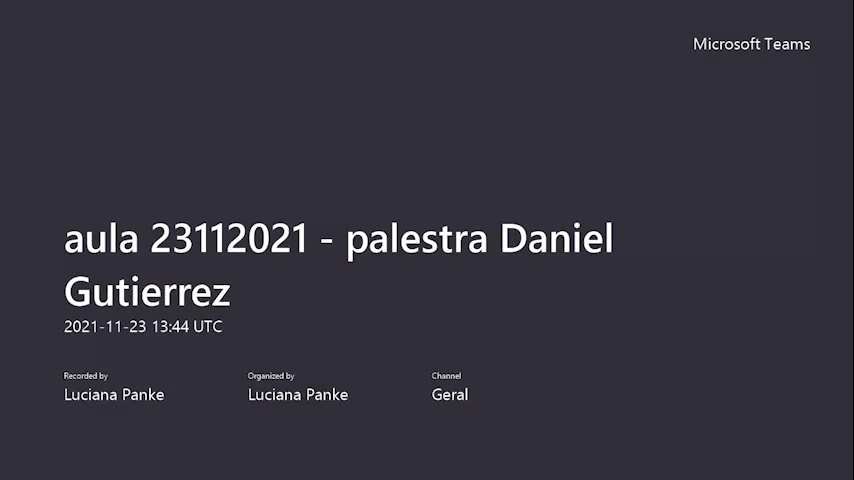 Microsoft Teams
aula 23112021 - palestra Daniel
Gutierrez
2021-11-23 13:44 UTC
Recorded by
Luciana Panke
Organized by
Luciana Panke
Channel
Geral